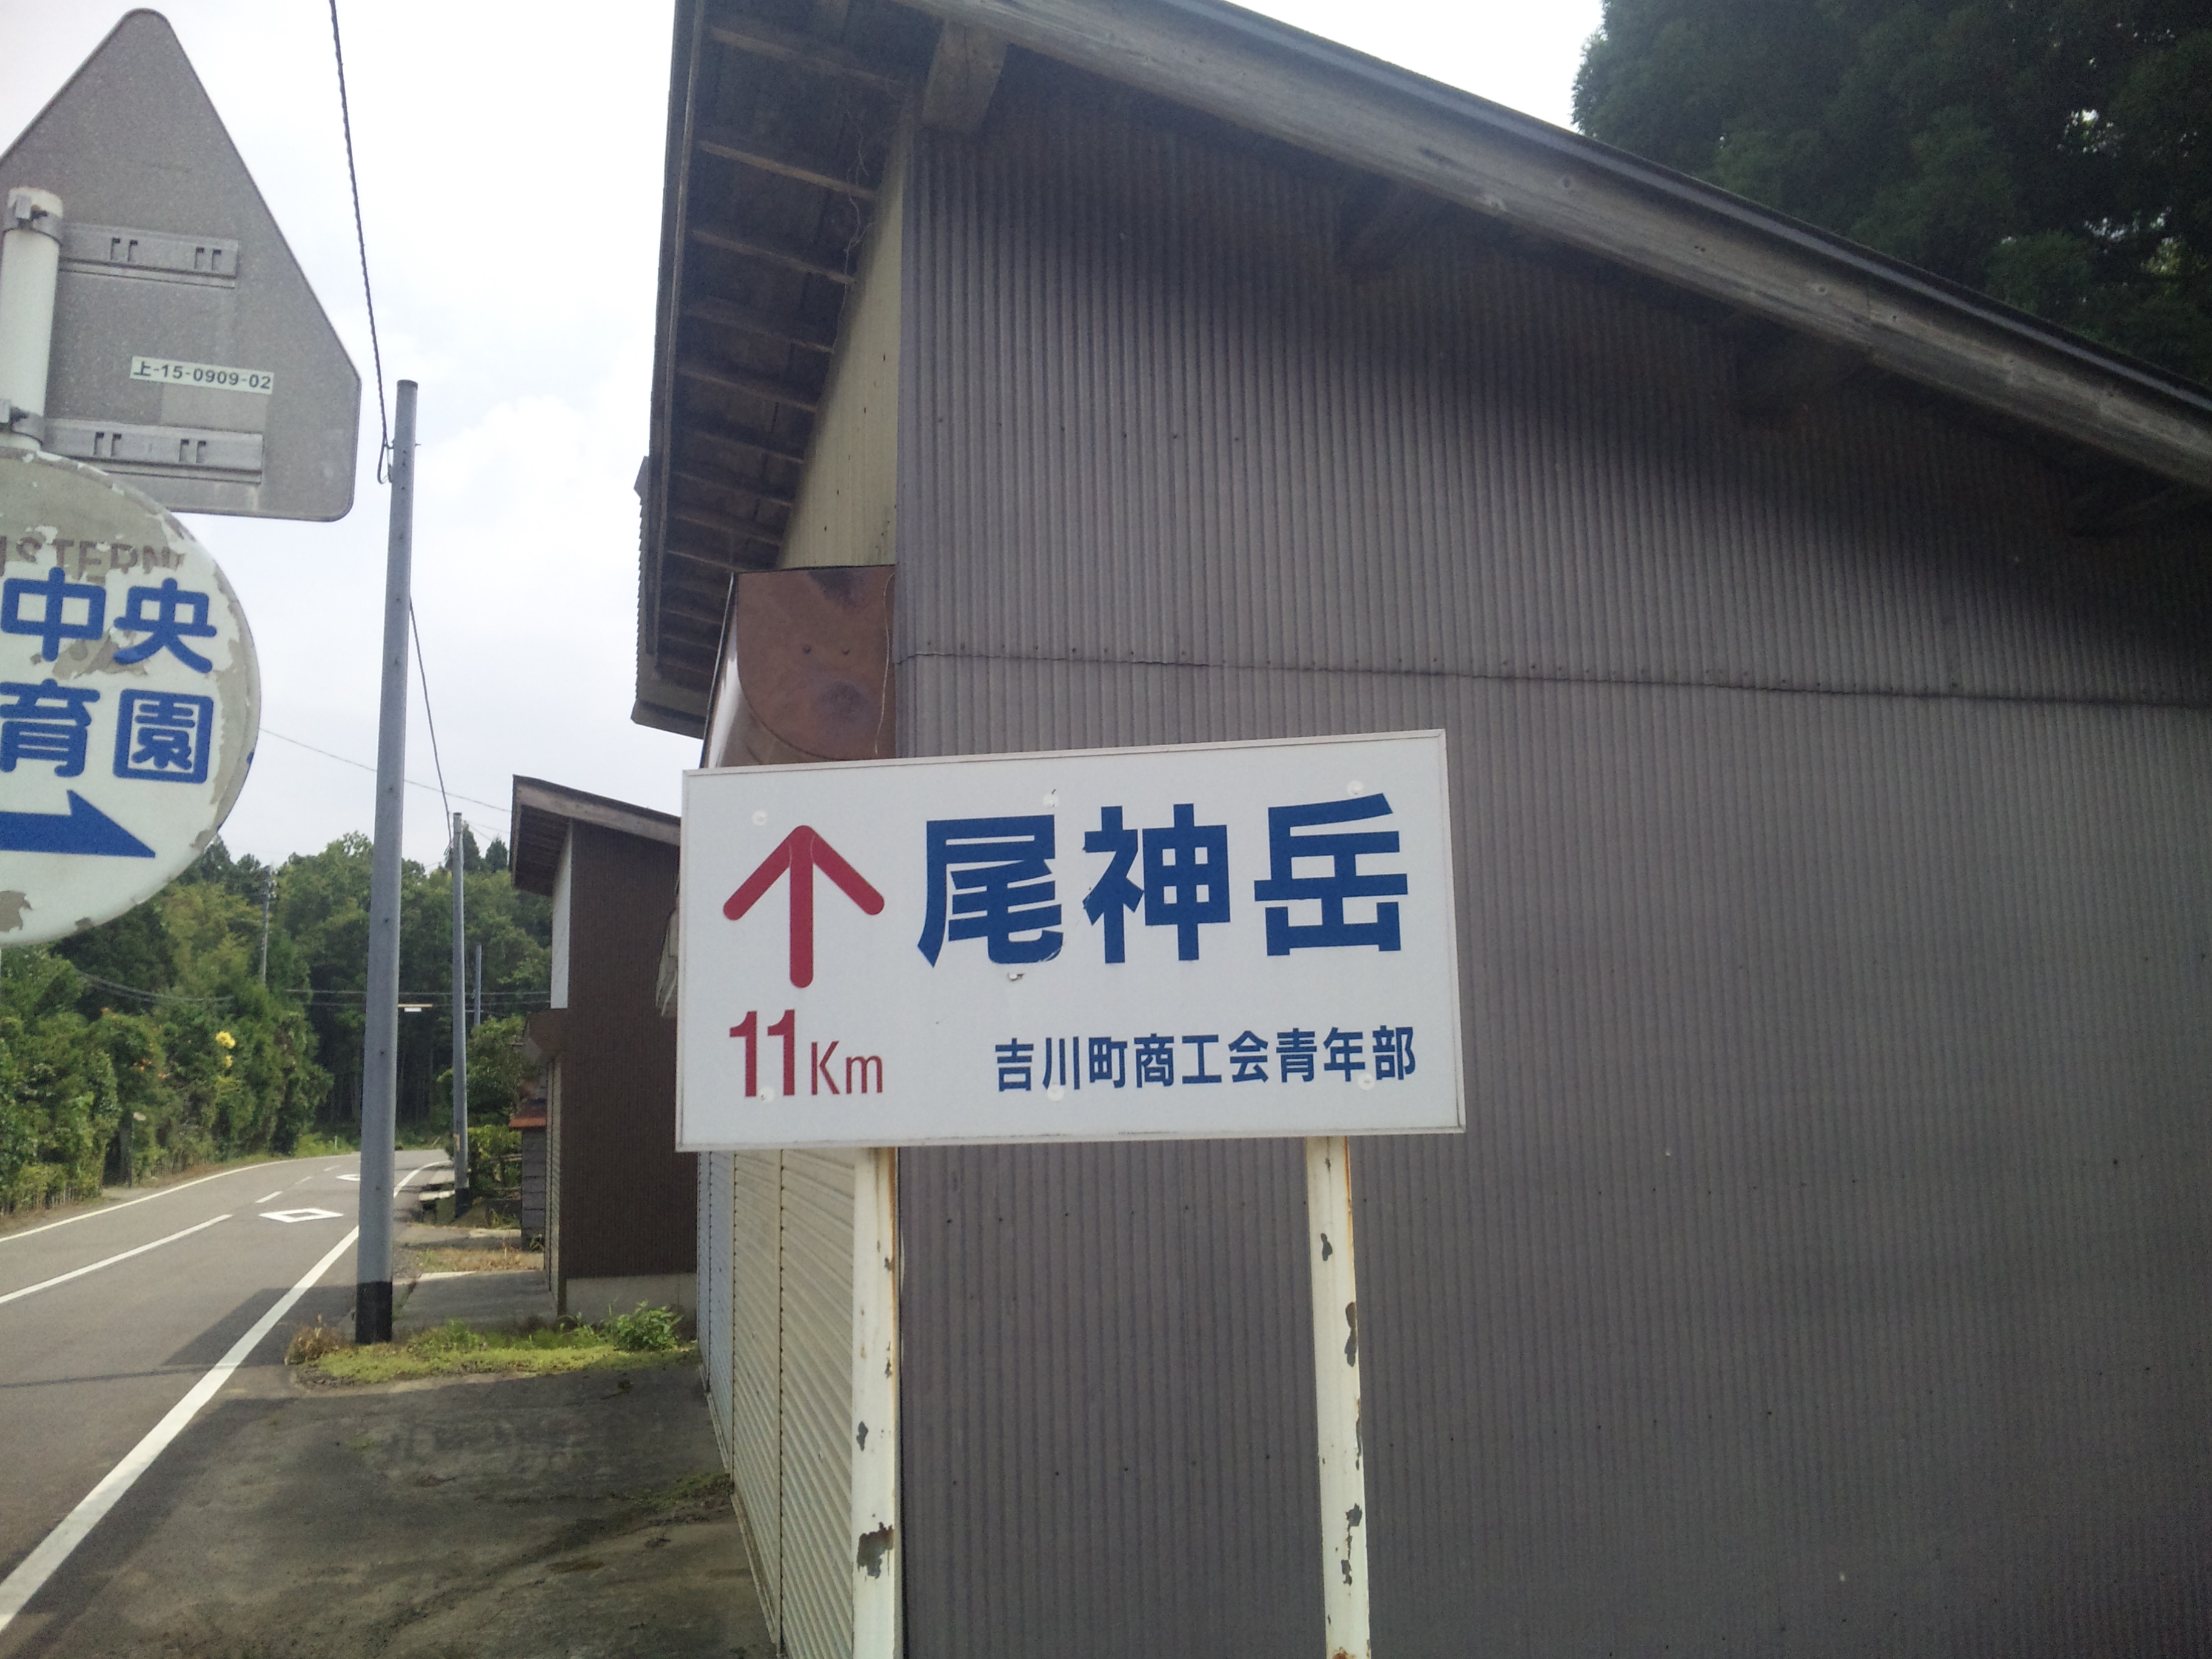 上-15-0909-02
中央
育園
尾神岳
11Km
吉川町商工会青年部